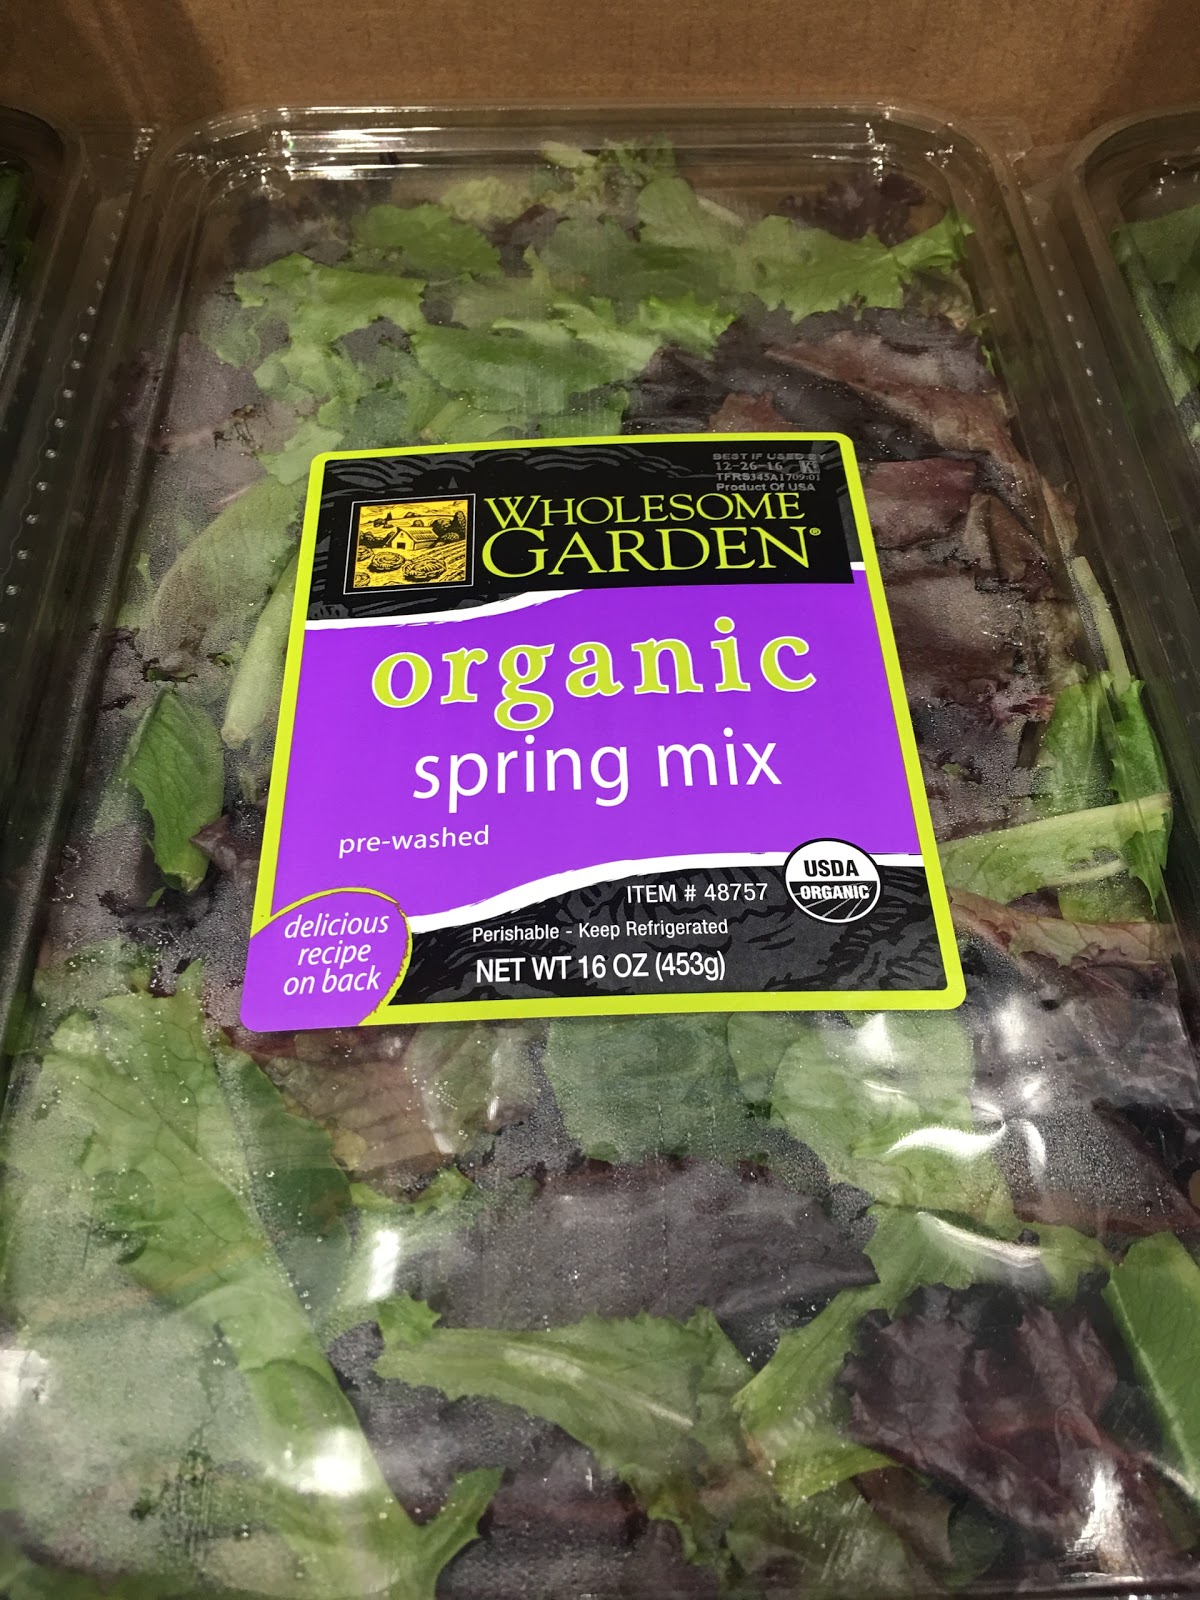 BEST IF USED BY
12-26-16 K
Product Of USA
WHOLESOME
GARDEN®
organic
spring mix
pre-washed
USDA
ORGANIC
ITEM # 48757
delicious
recipe
on back
Perishable - Keep Refrigerated
NET WT 16 OZ (453g)